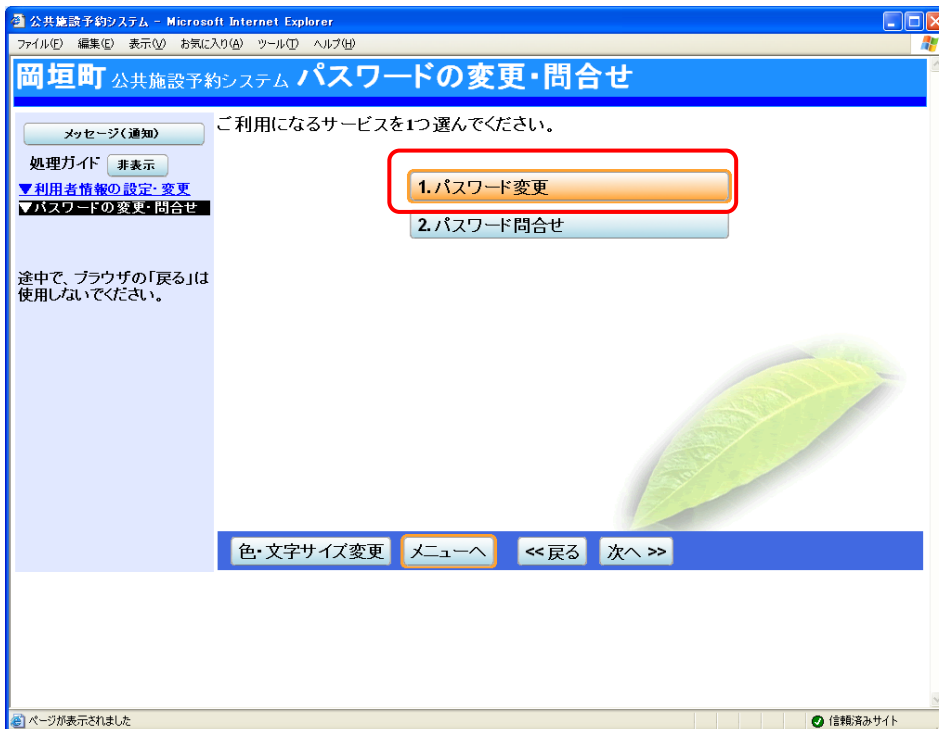 公共施設予約システム - Microsoft Internet Explorer
ファイル(F) 編集(E) 表示(V) お気に入り(A) ツール(T) ヘルプ(H)
岡垣町 公共施設予約システム パスワードの変更・問合せ
メッセージ(通知)
処理ガイド 非表示
▼利用者情報の設定・変更
▼パスワードの変更・問合せ
途中で、ブラウザの「戻る」は
使用しないでください。
ご利用になるサービスを1つ選んでください。
1.パスワード変更
2.パスワード問合せ
色・文字サイズ変更 メニューへ <<戻る 次へ >>
ページが表示されました 信頼済みサイト